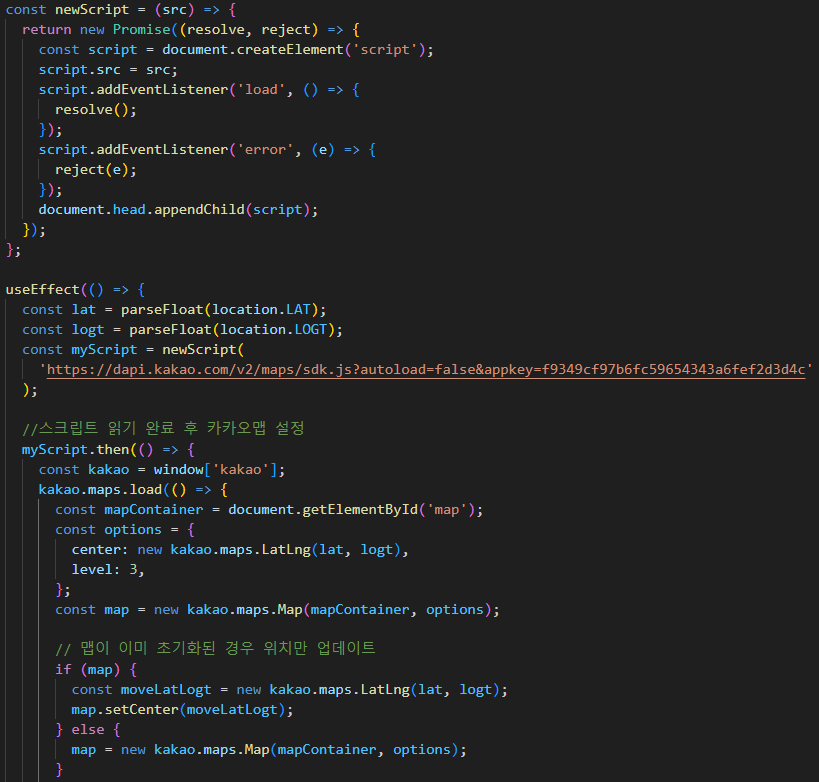 const newScript = (src) => {
return new Promise((resolve, reject) => {
const script = document.createElement('script');
script.src = src;
script.addEventListener('load', () => {
resolve();
});
script.addEventListener('error', (e) => {
reject(e);
});
document.head.appendChild(script);
});
};
useEffect(() => {
const lat = parseFloat(location.LAT);
const logt = parseFloat(location.LOGT);
const myScript = newScript(
'https://dapi.kakao.com/v2/maps/sdk.js?autoload=false&appkey=f9349cf97b6fc59654343a6fef2d3d4c'
);
//스크립트 읽기 완료 후 카카오맵 설정
myScript.then(() => {
const kakao = window['kakao'];
kakao.maps.load(() => {
const mapContainer = document.getElementById('map');
const options = {
center: new kakao.maps.LatLng(lat, logt),
level: 3,
};
const map = new kakao.maps.Map(mapContainer, options);
// 맵이 이미 초기화된 경우 위치만 업데이트
if (map) {
const moveLatLogt = new kakao.maps.LatLng(lat, logt);
map.setCenter(moveLatLogt);
} else {
map = new kakao.maps.Map(mapContainer, options);
}